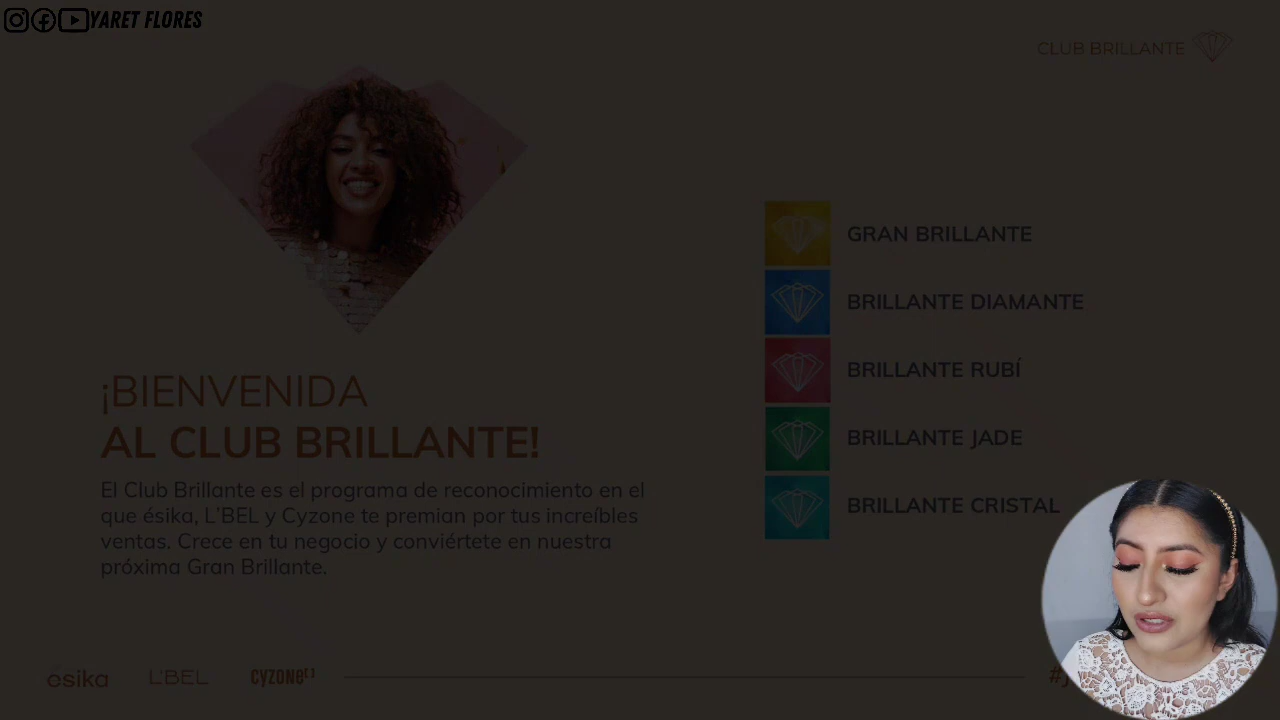 YARET FLORES
CLUB BRILLANTE
GRAN BRILLANTE
BRILLANTE DIAMANTE
BRILLANTE RUBÍ
BRILLANTE JADE
BRILLANTE CRISTAL
¡BIENVENIDA
AL CLUB BRILLANTE!
El Club Brillante es el programa de reconocimiento en el
que ésika, L'BEL y Cyzone te premian por tus increíbles
ventas. Crece en tu negocio y conviértete en nuestra
próxima Gran Brillante.
ésika L'BEL CYZONE